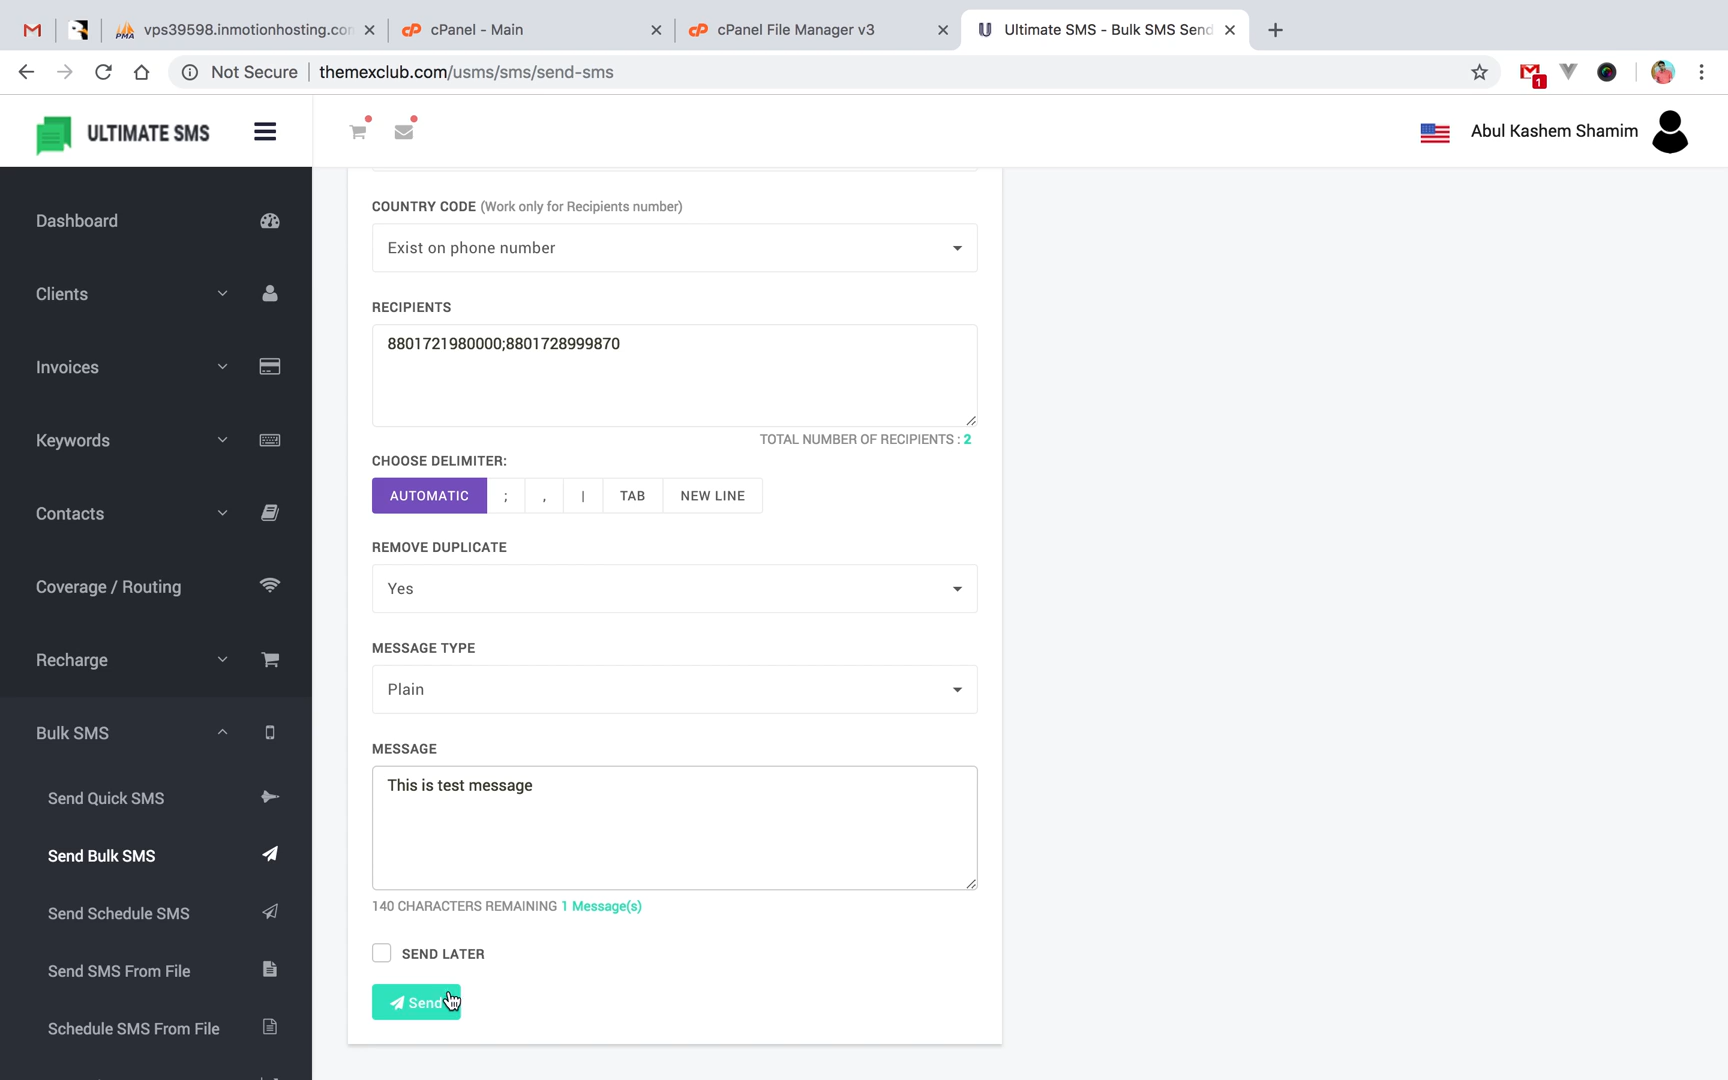 vps39598.inmotionhosting.con
cPanel - Main
cPanel File Manager v3
Ultimate SMS - Bulk SMS Send
Not Secure
themexclub.com/usms/sms/send-sms
1
ULTIMATE SMS
Abul Kashem Shamim
Dashboard
Clients
Invoices
Keywords
Contacts
Coverage / Routing
Recharge
Bulk SMS
Send Quick SMS
Send Bulk SMS
Send Schedule SMS
Send SMS From File
Schedule SMS From File
COUNTRY CODE (Work only for Recipients number)
Exist on phone number
RECIPIENTS
8801721980000;8801728999870
TOTAL NUMBER OF RECIPIENTS : 2
CHOOSE DELIMITER:
AUTOMATIC ; , | TAB NEW LINE
REMOVE DUPLICATE
Yes
MESSAGE TYPE
Plain
MESSAGE
This is test message
140 CHARACTERS REMAINING 1 Message(s)
SEND LATER
Send